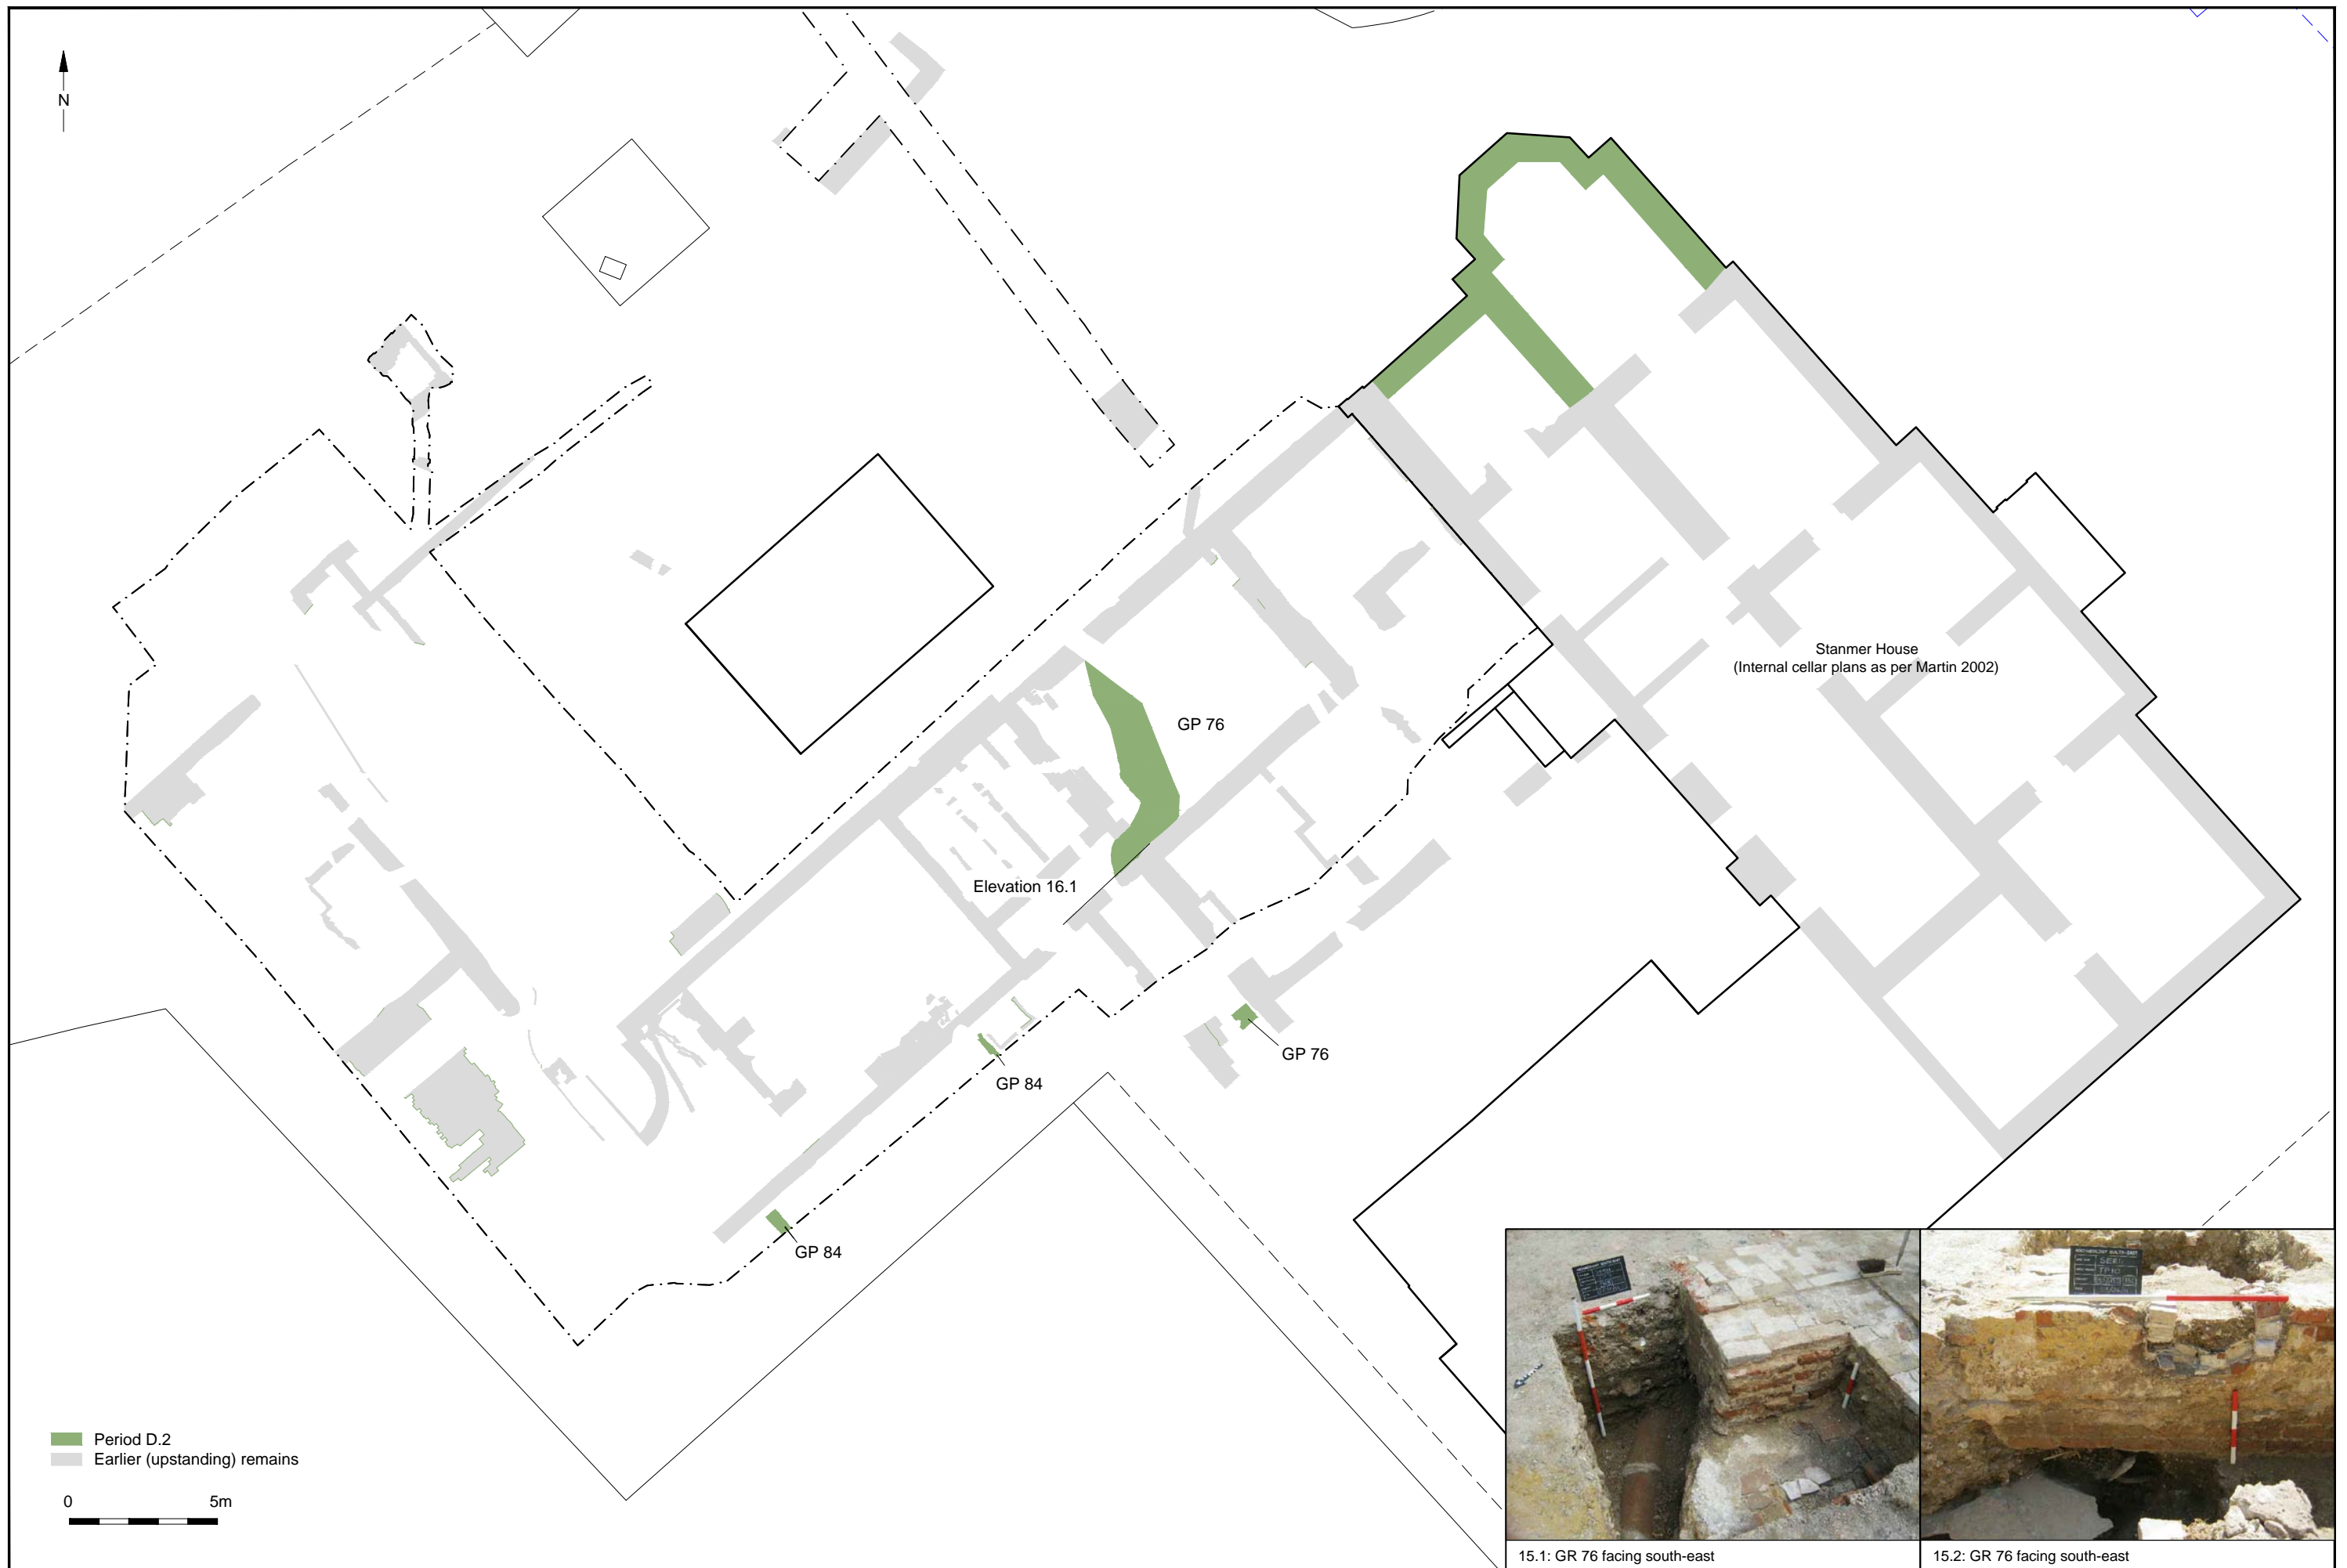 N
Stanmer House
(Internal cellar plans as per Martin 2002)
GP 76
Elevation 16.1
GP 76
GP 84
GP 84
Period D.2
Earlier (upstanding) remains
0 5m
15.1: GR 76 facing south-east
15.2: GR 76 facing south-east